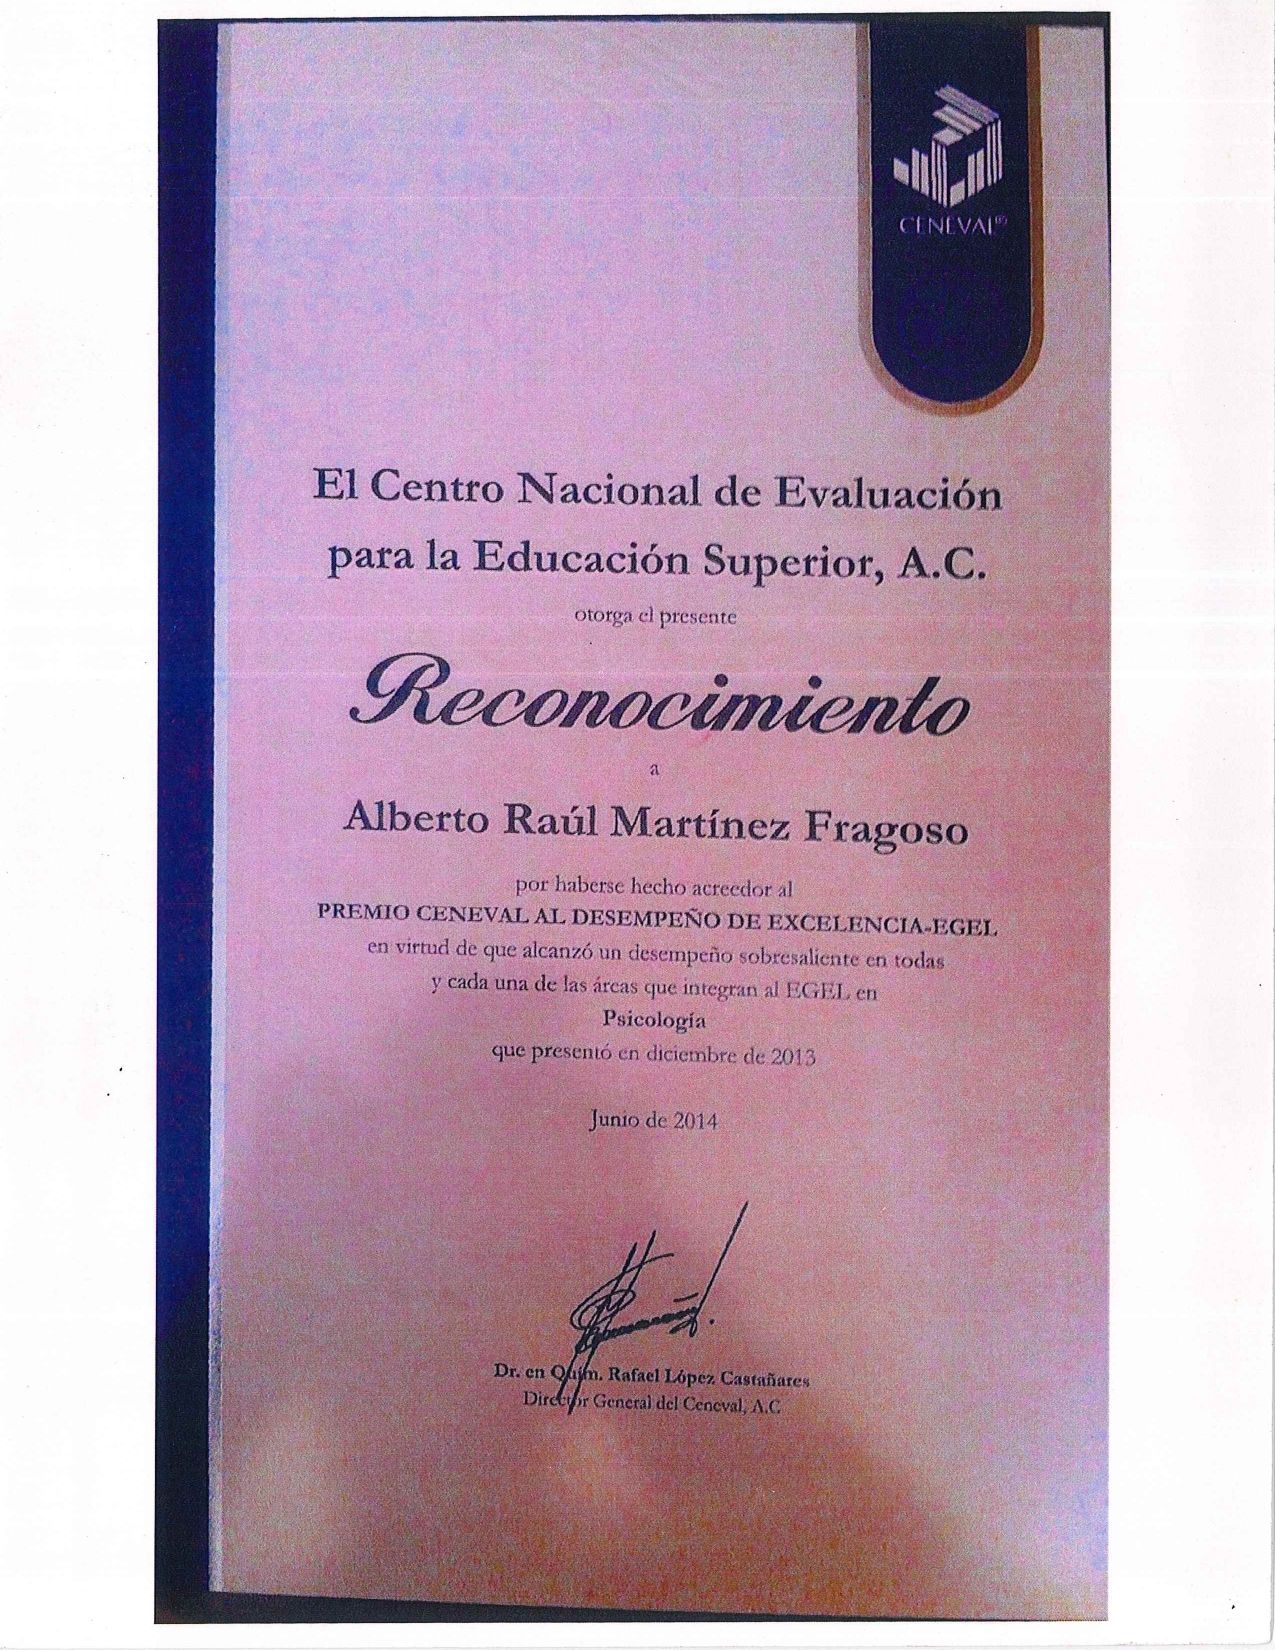 CENEVAL®
El Centro Nacional de Evaluación
para la Educación Superior, A.C.
otorga el presente
Reconocimiento
a
Alberto Raúl Martínez Fragoso
por haberse hecho acreedor al
PREMIO CENEVAL AL DESEMPEÑO DE EXCELENCIA-EGEL
en virtud de que alcanzó un desempeño sobresaliente en todas
y cada una de las áreas que integran al EGEL en
Psicología
que presentó en diciembre de 2013
Junio de 2014
Dr. en Quím. Rafael López Castañares
Director General del Ceneval, A.C.